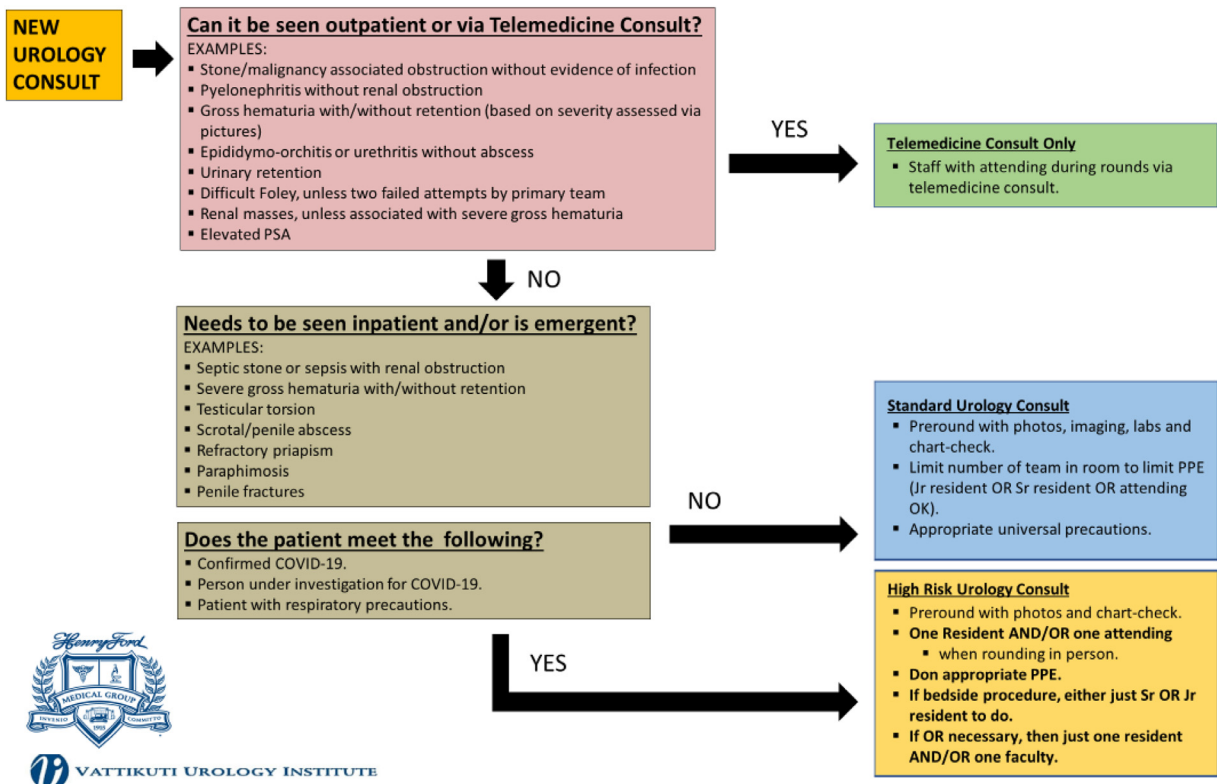 NEW
UROLOGY
CONSULT
Can it be seen outpatient or via Telemedicine Consult?
EXAMPLES:
▪ Stone/malignancy associated obstruction without evidence of infection
▪ Pyelonephritis without renal obstruction
▪ Gross hematuria with/without retention (based on severity assessed via
pictures)
▪ Epididymo-orchitis or urethritis without abscess
▪ Urinary retention
▪ Difficult Foley, unless two failed attempts by primary team
▪ Renal masses, unless associated with severe gross hematuria
▪ Elevated PSA
YES
Telemedicine Consult Only
▪ Staff with attending during rounds via
telemedicine consult.
NO
Needs to be seen inpatient and/or is emergent?
EXAMPLES:
▪ Septic stone or sepsis with renal obstruction
▪ Severe gross hematuria with/without retention
▪ Testicular torsion
▪ Scrotal/penile abscess
▪ Refractory priapism
▪ Paraphimosis
▪ Penile fractures
Does the patient meet the following?
▪ Confirmed COVID-19.
▪ Person under investigation for COVID-19.
▪ Patient with respiratory precautions.
NO
Standard Urology Consult
▪ Preround with photos, imaging, labs and
chart-check.
▪ Limit number of team in room to limit PPE
(Jr resident OR Sr resident OR attending
OK).
▪ Appropriate universal precautions.
YES
High Risk Urology Consult
▪ Preround with photos and chart-check.
▪ One Resident AND/OR one attending
▪ when rounding in person.
▪ Don appropriate PPE.
▪ If bedside procedure, either just Sr OR Jr
resident to do.
▪ If OR necessary, then just one resident
AND/OR one faculty.
Henry Ford
MEDICAL GROUP
INVENIO
1915
COMMITTO
VATTIKUTI UROLOGY INSTITUTE